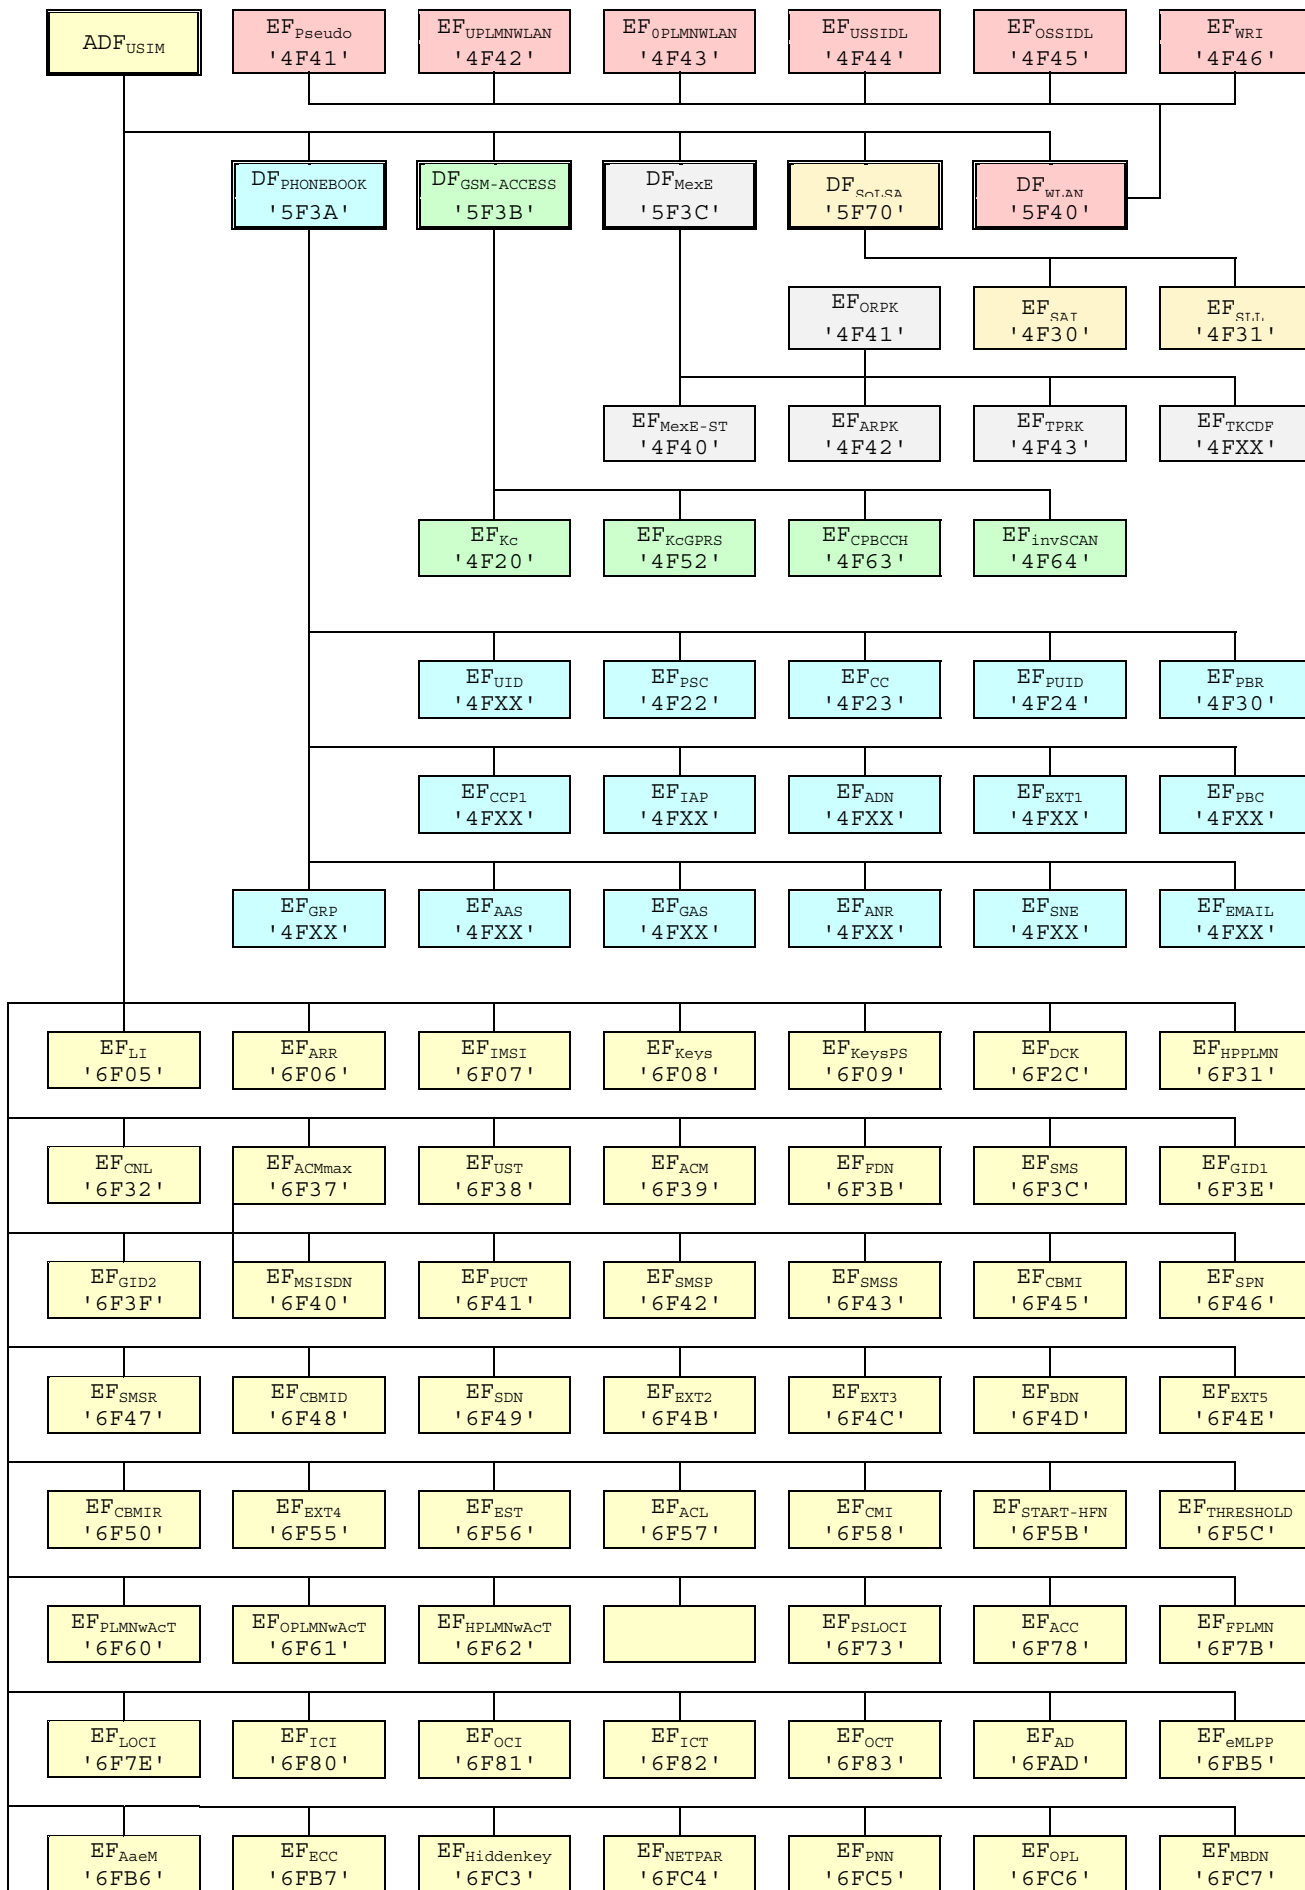 ADFUSIM EFPseudo EFUPLMNWLAN EF0PLMNWLAN EFUSSIDL EFOSSIDL EFWRI
'4F41' '4F42' '4F43' '4F44' '4F45' '4F46'
DFPHONEBOOK DFGSM-ACCESS DFMexE DFSoLSA DFWLAN
'5F3A' '5F3B' '5F3C' '5F70' '5F40'
EFORPK EFSAI EFSLL
'4F41' '4F30' '4F31'
EFMexE-ST EFARPK EFTPRK EFTKCDF
'4F40' '4F42' '4F43' '4FXX'
EFKc EFKcGPRS EFCPBCCH EFinvSCAN
'4F20' '4F52' '4F63' '4F64'
EFUID EFPSC EFCC EFPUID EFPBR
'4FXX' '4F22' '4F23' '4F24' '4F30'
EFCCP1 EFIAP EFADN EFEXT1 EFPBC
'4FXX' '4FXX' '4FXX' '4FXX' '4FXX'
EFGRP EFAAS EFGAS EFANR EFSNE EFEMAIL
'4FXX' '4FXX' '4FXX' '4FXX' '4FXX' '4FXX'
EFLI EFARR EFIMSI EFKeys EFKeysPS EFDCK EFHPPLMN
'6F05' '6F06' '6F07' '6F08' '6F09' '6F2C' '6F31'
EFCNL EFACMmax EFUST EFACM EFFDN EFSMS EFGID1
'6F32' '6F37' '6F38' '6F39' '6F3B' '6F3C' '6F3E'
EFGID2 EFMSISDN EFPUCT EFSMSP EFSMSS EFCBMI EFSPN
'6F3F' '6F40' '6F41' '6F42' '6F43' '6F45' '6F46'
EFSMSR EFCBMID EFSDN EFEXT2 EFEXT3 EFBDN EFEXT5
'6F47' '6F48' '6F49' '6F4B' '6F4C' '6F4D' '6F4E'
EFCBMIR EFEXT4 EFEST EFACL EFCMI EFSTART-HFN EFTHRESHOLD
'6F50' '6F55' '6F56' '6F57' '6F58' '6F5B' '6F5C'
EFPLMNwAcT EFOPLMNwAcT EFHPLMNwAcT EFPSLOCI EFACC EFFPLMN
'6F60' '6F61' '6F62' '6F73' '6F78' '6F7B'
EFLOCI EFICI EFOCI EFICT EFOCT EFAD EFeMLPP
'6F7E' '6F80' '6F81' '6F82' '6F83' '6FAD' '6FB5'
EFAaeM EFECC EFHiddenkey EFNETPAR EFPNN EFOPL EFMBDN
'6FB6' '6FB7' '6FC3' '6FC4' '6FC5' '6FC6' '6FC7'